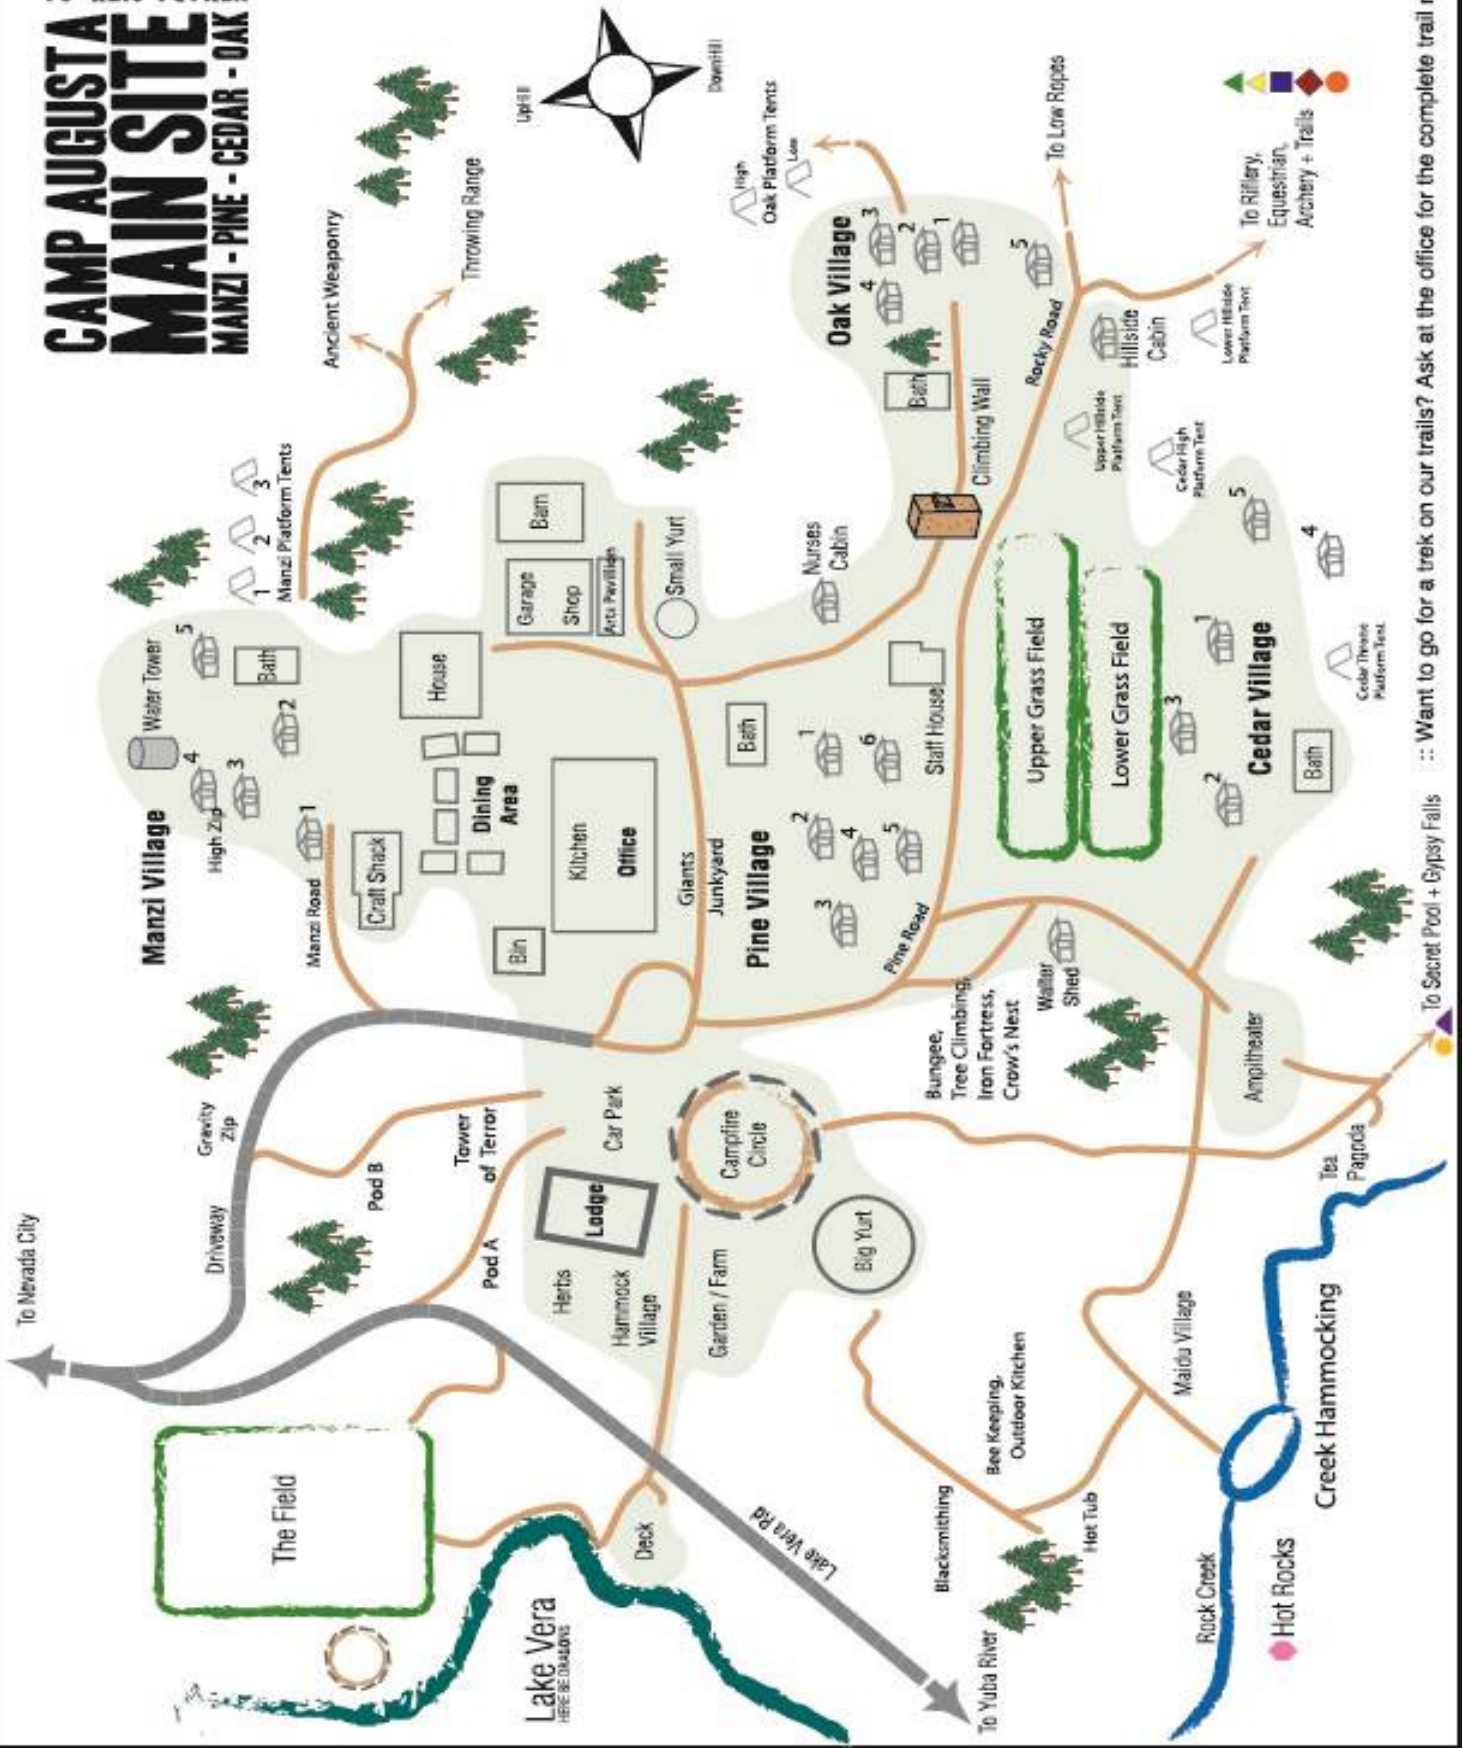 CAMP AUGUSTA
MAIN SITE
MANZI - PINE - CEDAR - OAK
UpHill
DownHill
To Nevada City
Driveway
Gravity
Zip
Pod B
Tower
of Terror
Pod A
The Field
Lake Vera
HERE BE DRAGONS
Deck
Lake Vera Rd
To Yuba River
Herbs
Hammock
Village
Garden / Farm
Lodge
Car Park
Campfire
Circle
Big Yurt
Manzi Village
Water Tower
High Zip
Manzi Road
1
2
3
4
5
Bath
1
2
3
Manzi Platform Tents
Ancient Weaponry
Throwing Range
Craft Shack
Dining
Area
House
Bin
Kitchen
Office
Garage
Shop
Arts Pavillion
Barn
Small Yurt
Giants
Junkyard
Pine Village
Bath
1
2
3
4
5
6
Nurses
Cabin
Staff House
Pine Road
Oak Village
1
2
3
4
5
Bath
High
Low
Oak Platform Tents
Climbing Wall
Rocky Road
To Low Ropes
Hillside
Cabin
Upper Hillside
Platform Tent
Lower Hillside
Platform Tent
Cedar High
Platform Tent
To Riflery,
Equestrian,
Archery + Trails
Upper Grass Field
Lower Grass Field
Cedar Village
1
2
3
4
5
Bath
Cedar Throne
Platform Tent
Bungee,
Tree Climbing,
Iron Fortress,
Crow's Nest
Walter
Shed
Ampitheater
Tea
Pagoda
To Secret Pool + Gypsy Falls
Maidu Village
Bee Keeping,
Outdoor Kitchen
Blacksmithing
Hot Tub
Rock Creek
Hot Rocks
Creek Hammocking
:: Want to go for a trek on our trails? Ask at the office for the complete trail